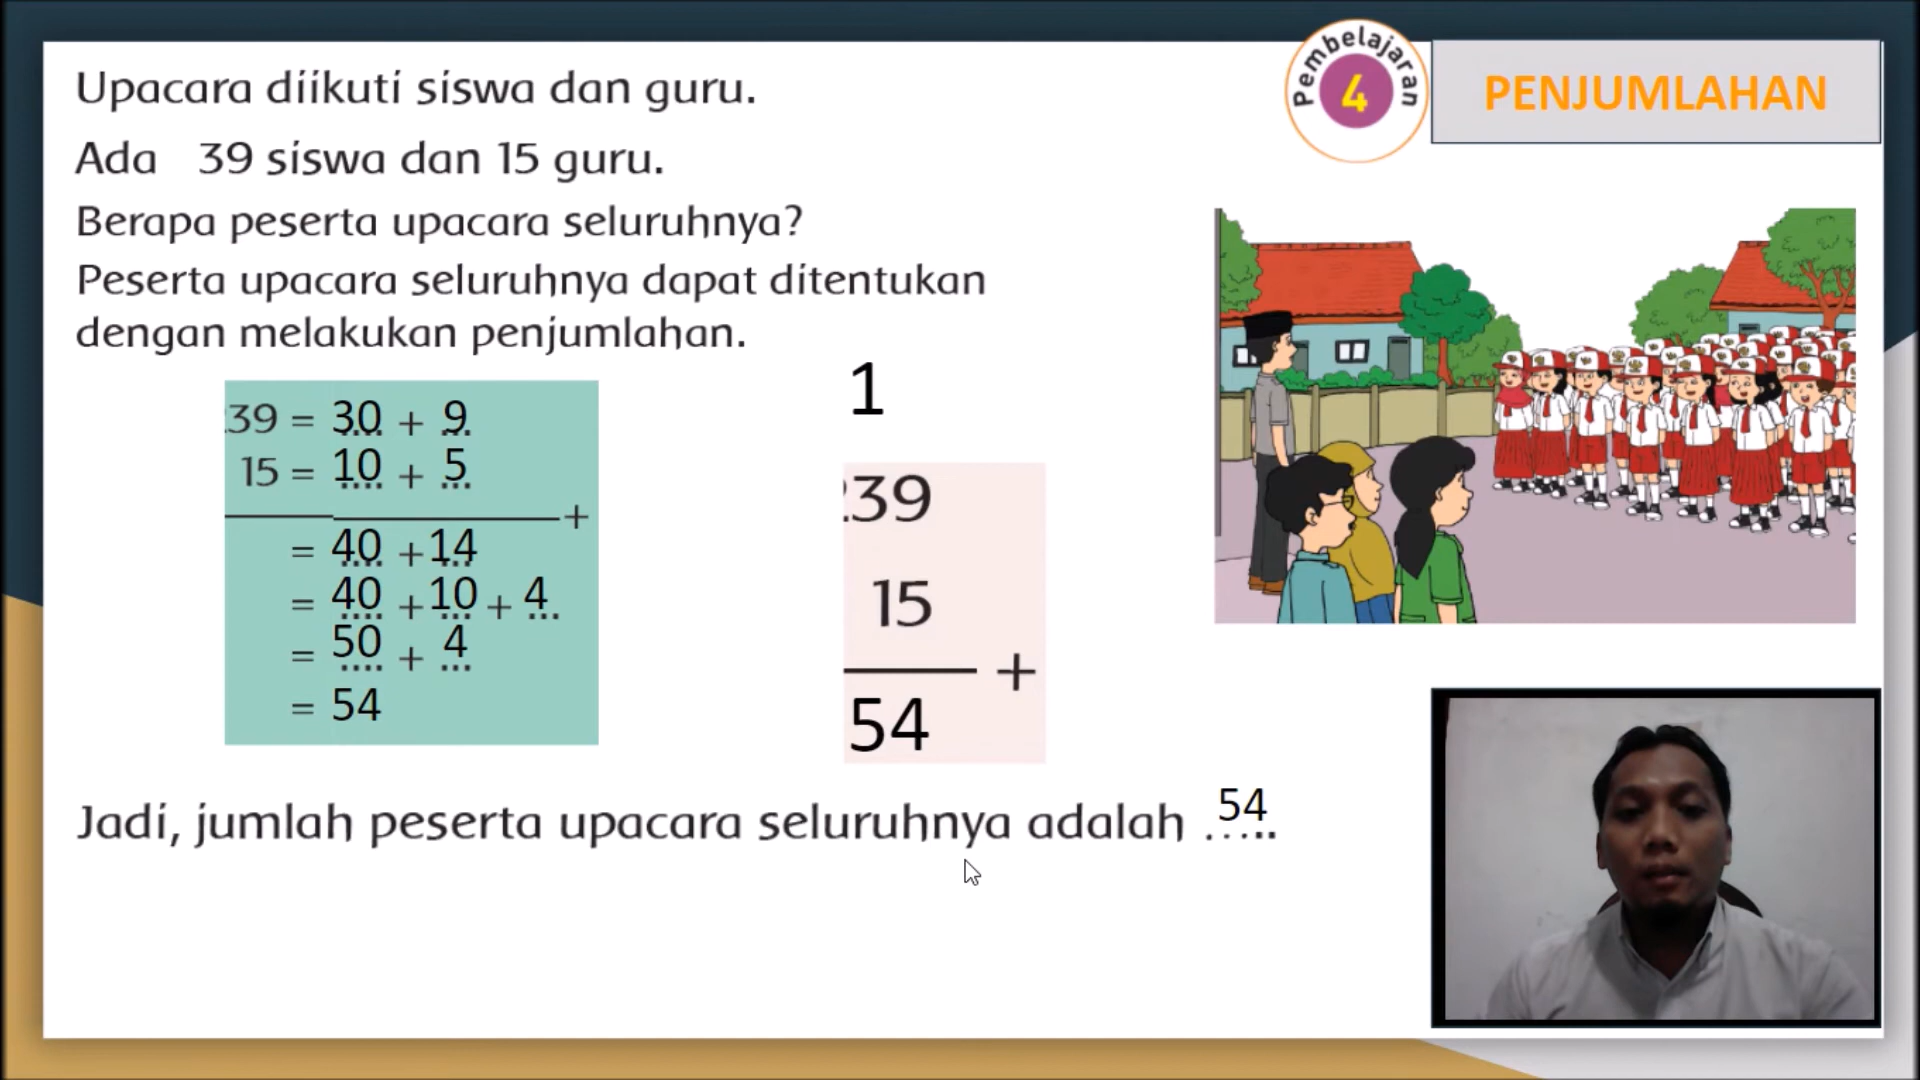 Upacara diikuti siswa dan guru.
Ada 39 siswa dan 15 guru.
Berapa peserta upacara seluruhnya?
Peserta upacara seluruhnya dapat ditentukan
dengan melakukan penjumlahan.
39 = 30 + 9
15 = 10 + 5
+
= 40 + 14
= 40 + 10 + 4
= 50 + 4
= 54
1
39
15
+
54
Jadi, jumlah peserta upacara seluruhnya adalah 54
Pembelajaran
4
PENJUMLAHAN